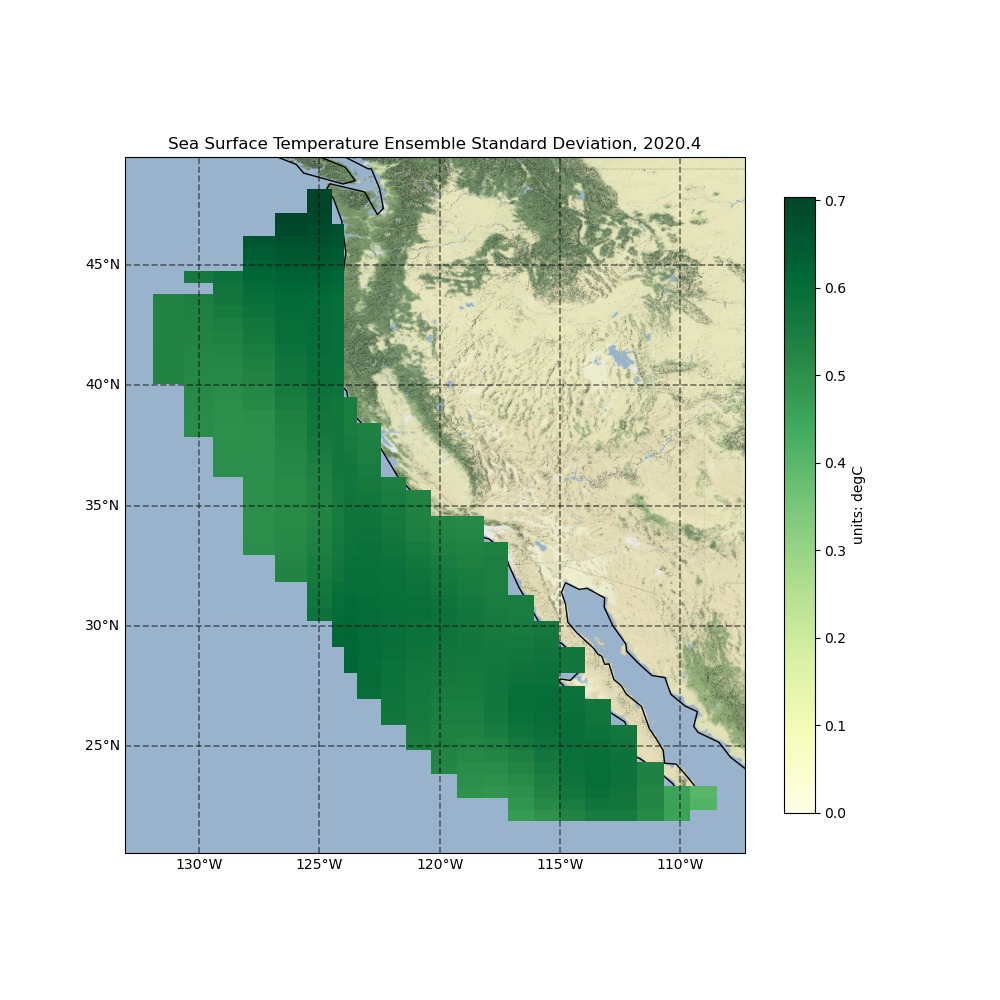 Sea Surface Temperature Ensemble Standard Deviation, 2020.4
45°N
40°N
35°N
30°N
25°N
130°W
125°W
120°W
115°W
110°W
0.7
0.6
0.5
0.4
0.3
0.2
0.1
0.0
units: degC